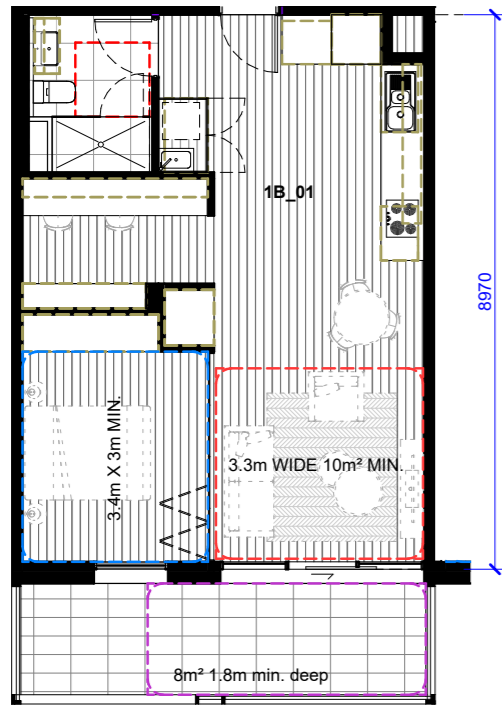 1B_01
8970
3.4m X 3m MIN.
3.3m WIDE 10m² MIN.
8m² 1.8m min. deep